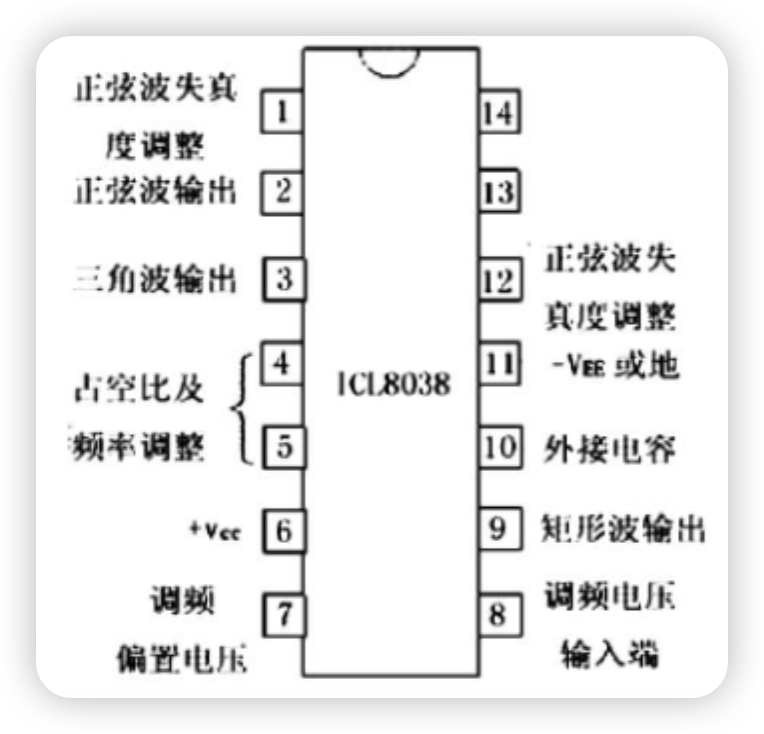 正弦波失真
度调整
1
14
正弦波输出
2
13
三角波输出
3
12
正弦波失
真度调整
占空比及
频率调整
4
ICL8038
11
-VEE 或地
5
10
外接电容
+Vcc
6
9
矩形波输出
调频
偏置电压
7
8
调频电压
输入端